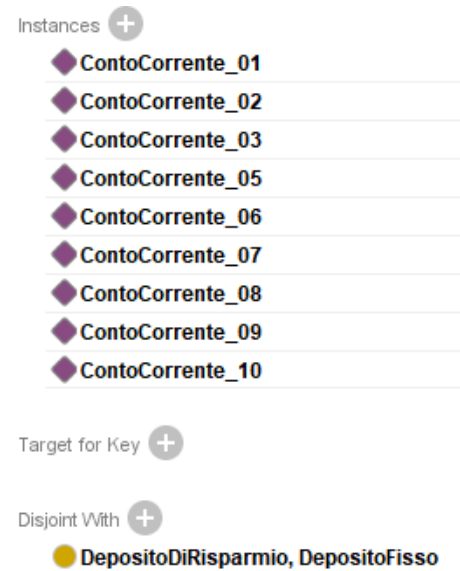 Instances
ContoCorrente_01
ContoCorrente_02
ContoCorrente_03
ContoCorrente_05
ContoCorrente_06
ContoCorrente_07
ContoCorrente_08
ContoCorrente_09
ContoCorrente_10
Target for Key
Disjoint With
DepositoDiRisparmio, DepositoFisso